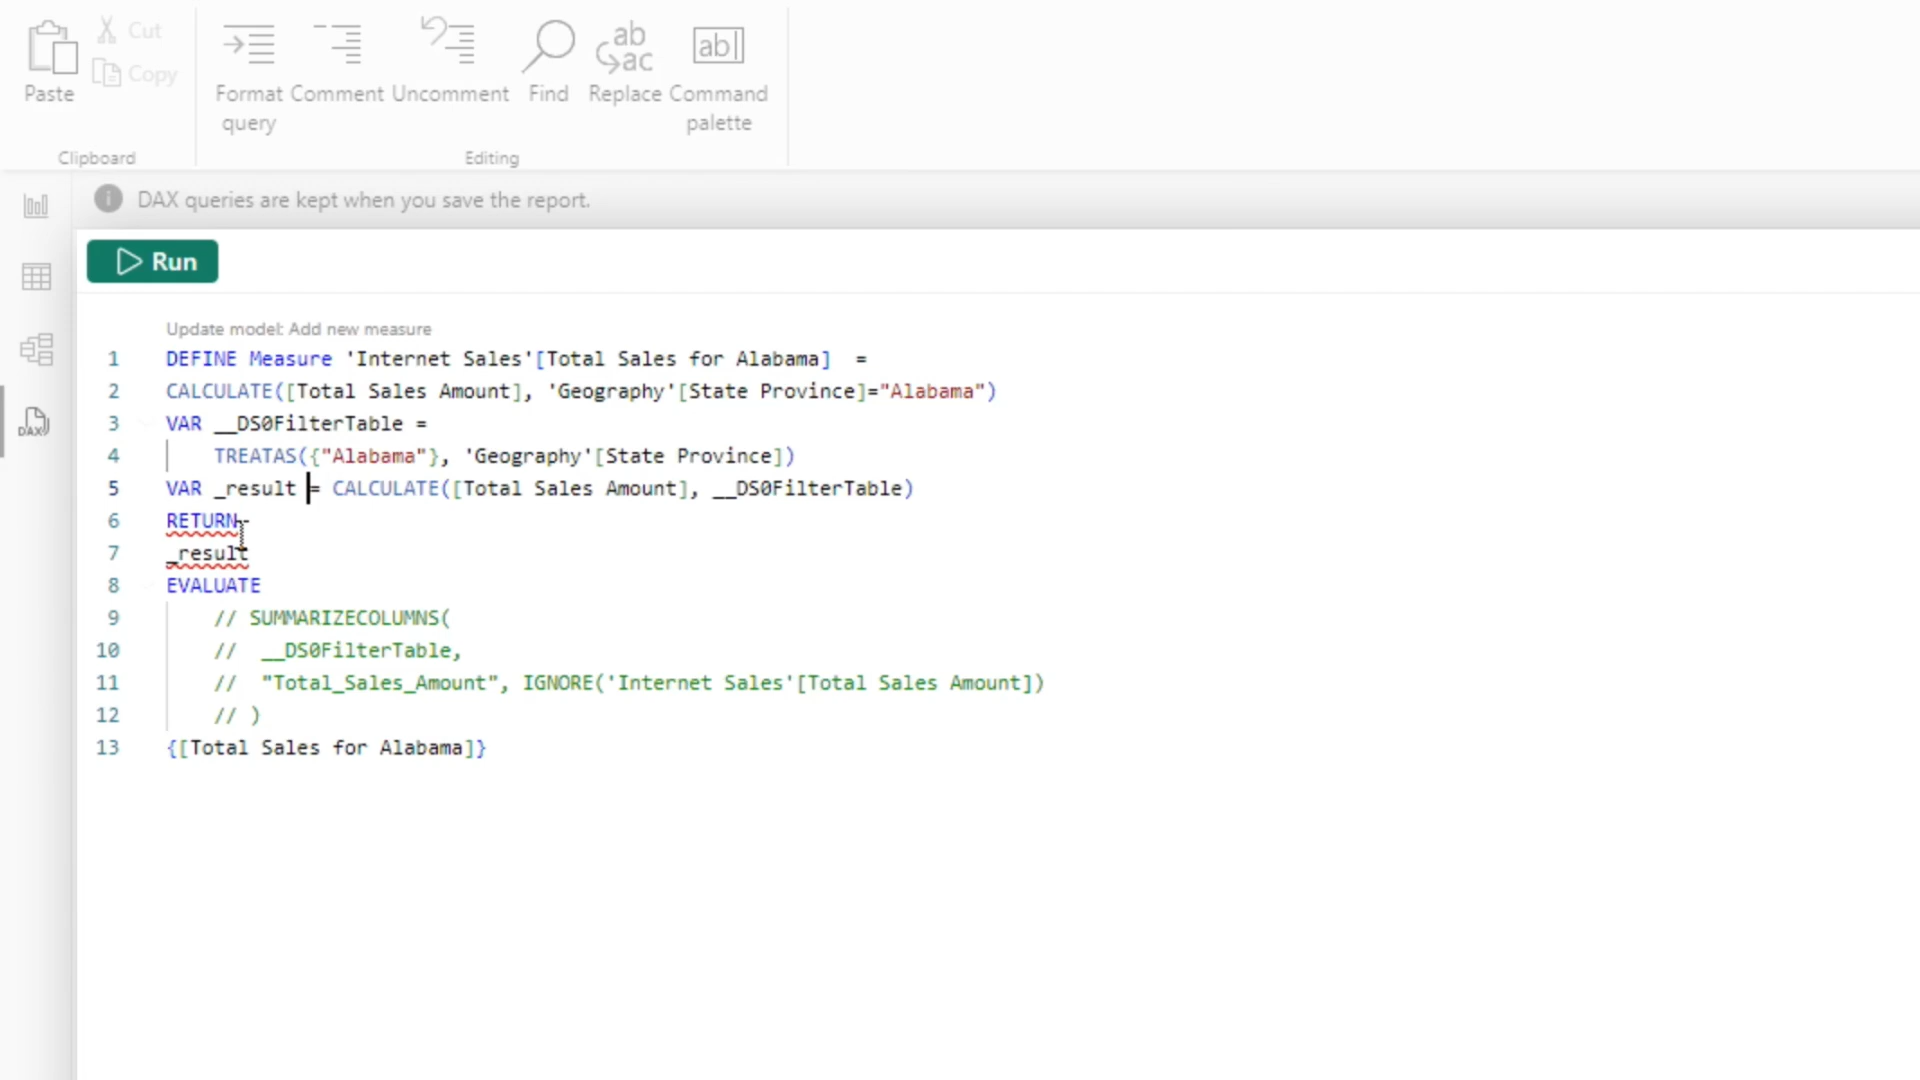 Paste
Cut
Copy
Clipboard
Format query
Comment
Uncomment
Find
Replace
Command palette
Editing
DAX queries are kept when you save the report.
Run
Update model: Add new measure
1 DEFINE Measure 'Internet Sales'[Total Sales for Alabama]  =
2 CALCULATE([Total Sales Amount], 'Geography'[State Province]="Alabama")
3 VAR __DS0FilterTable =
4     TREATAS({"Alabama"}, 'Geography'[State Province])
5 VAR _result = CALCULATE([Total Sales Amount], __DS0FilterTable)
6 RETURN
7 _result
8 EVALUATE
9     // SUMMARIZECOLUMNS(
10     //  __DS0FilterTable,
11     //  "Total_Sales_Amount", IGNORE('Internet Sales'[Total Sales Amount])
12     // )
13 {[Total Sales for Alabama]}
ab
ac
ab
DAX